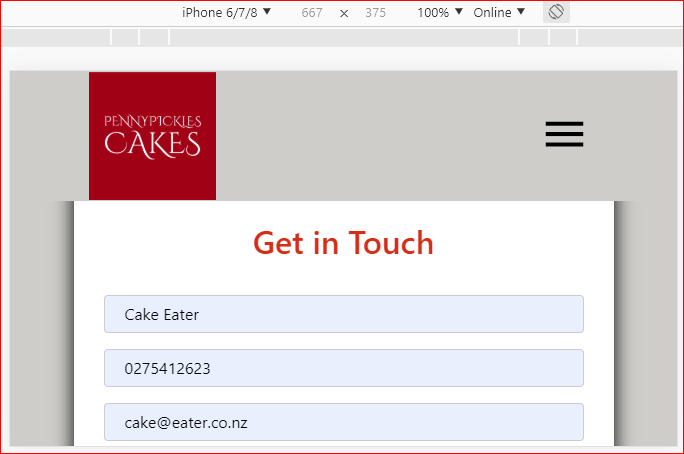 iPhone 6/7/8 ▼ 667 × 375 100% ▼ Online ▼
PENNYPICKLES
CAKES
Get in Touch
Cake Eater
0275412623
cake@eater.co.nz